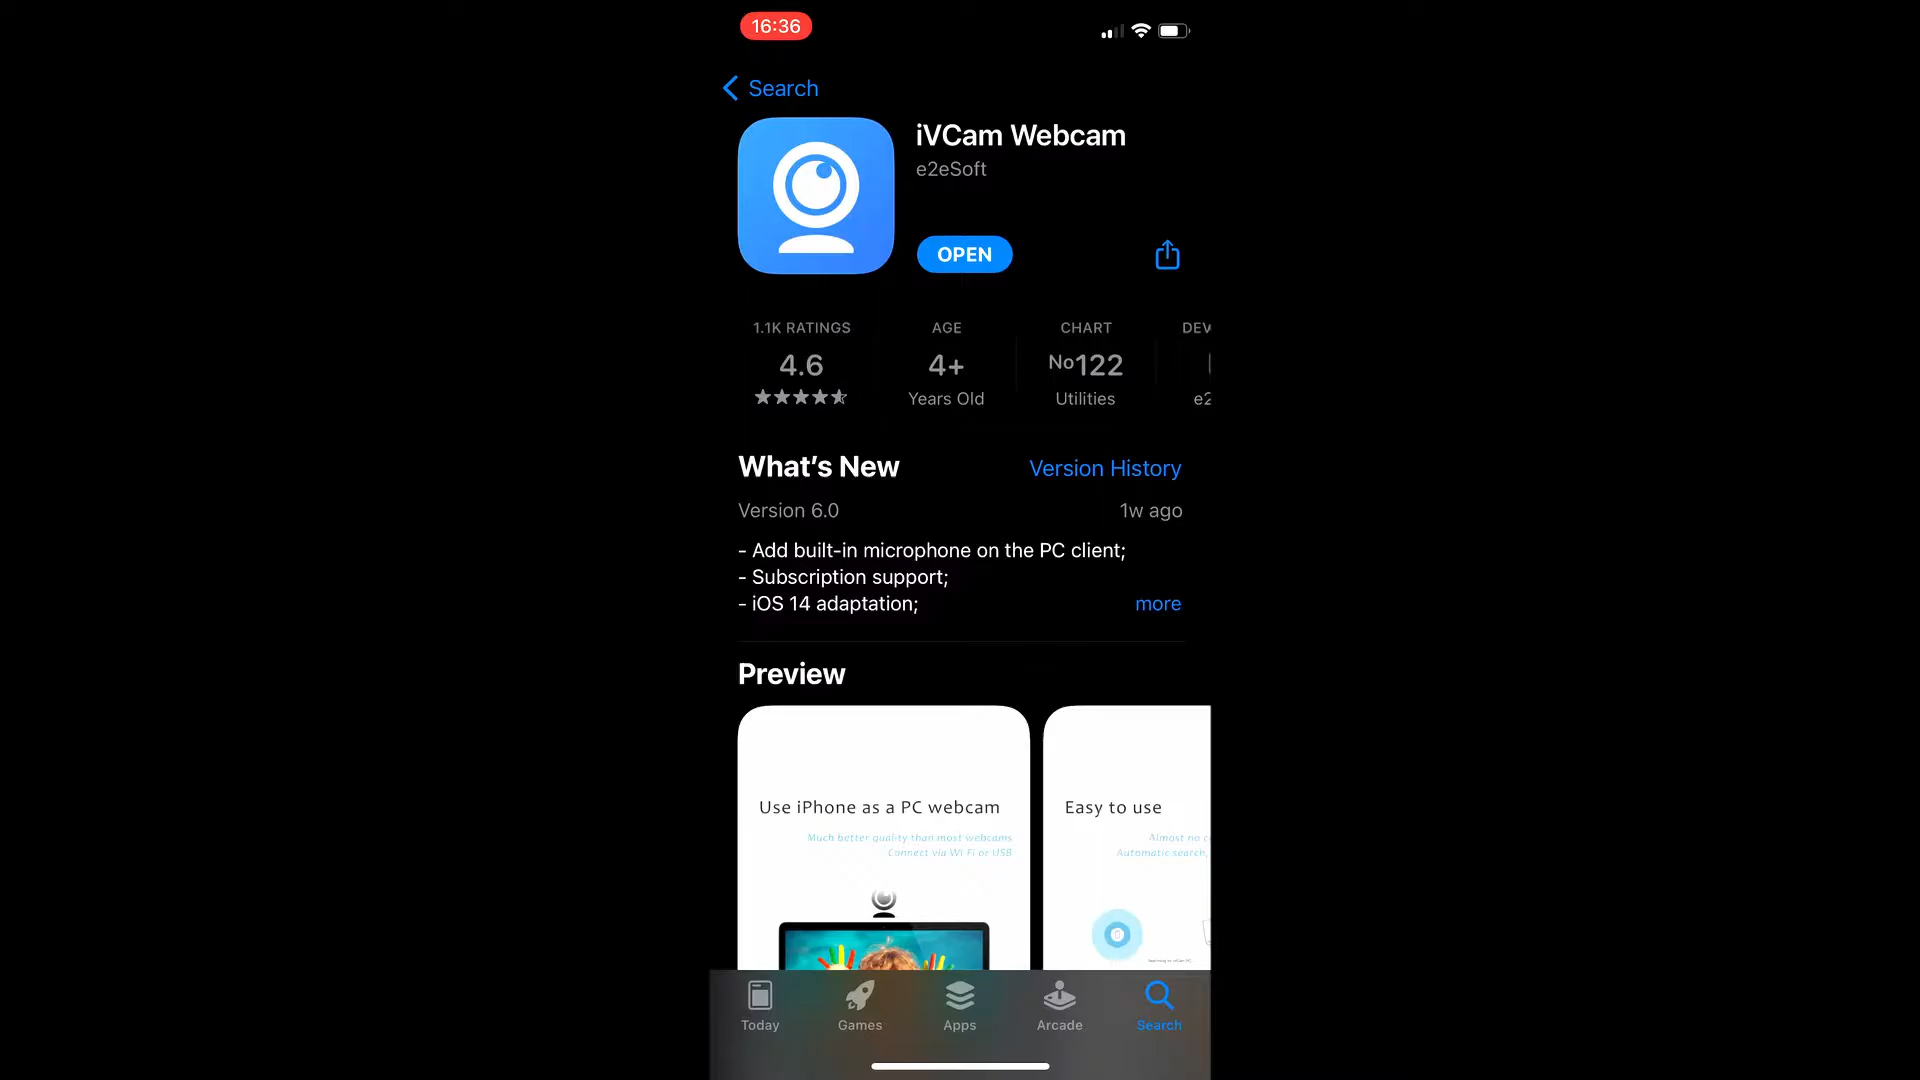 16:36
Search
iVCam Webcam
e2eSoft
OPEN
1.1K RATINGS
AGE
CHART
DEV
4.6
4+
No122
Years Old
Utilities
e2
What's New
Version History
Version 6.0
1w ago
- Add built-in microphone on the PC client;
- Subscription support;
- iOS 14 adaptation;
more
Preview
Use iPhone as a PC webcam
Much better quality than most webcams
Connect via Wi Fi or USB
Easy to use
Almost no c
Automatic search,
Today
Games
Apps
Arcade
Search